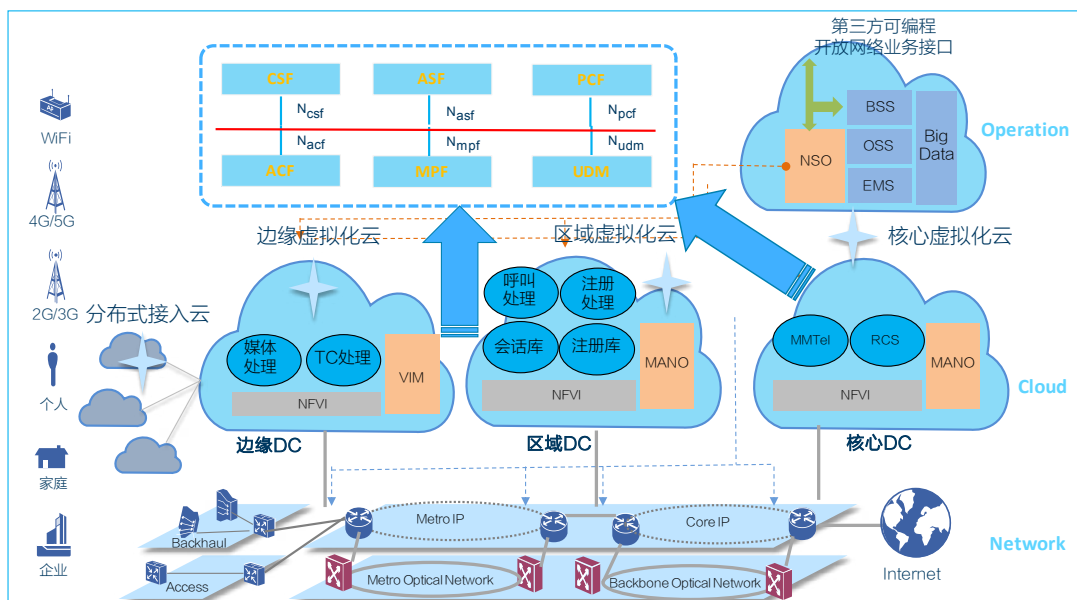 第三方可编程
开放网络业务接口
CSF
ASF
PCF
Ncsf
Nasf
Npcf
Nacf
Nmpf
Nudm
ACF
MPF
UDM
BSS
OSS
EMS
NSO
Big
Data
Operation
AF
WiFi
4G/5G
2G/3G
个人
家庭
企业
分布式接入云
边缘虚拟化云
区域虚拟化云
核心虚拟化云
媒体
处理
TC处理
VIM
NFVI
呼叫
处理
注册
处理
会话库
注册库
MANO
NFVI
MMTel
RCS
MANO
NFVI
Cloud
边缘DC
区域DC
核心DC
Backhaul
Metro IP
Core IP
Access
Metro Optical Network
Backbone Optical Network
Internet
Network